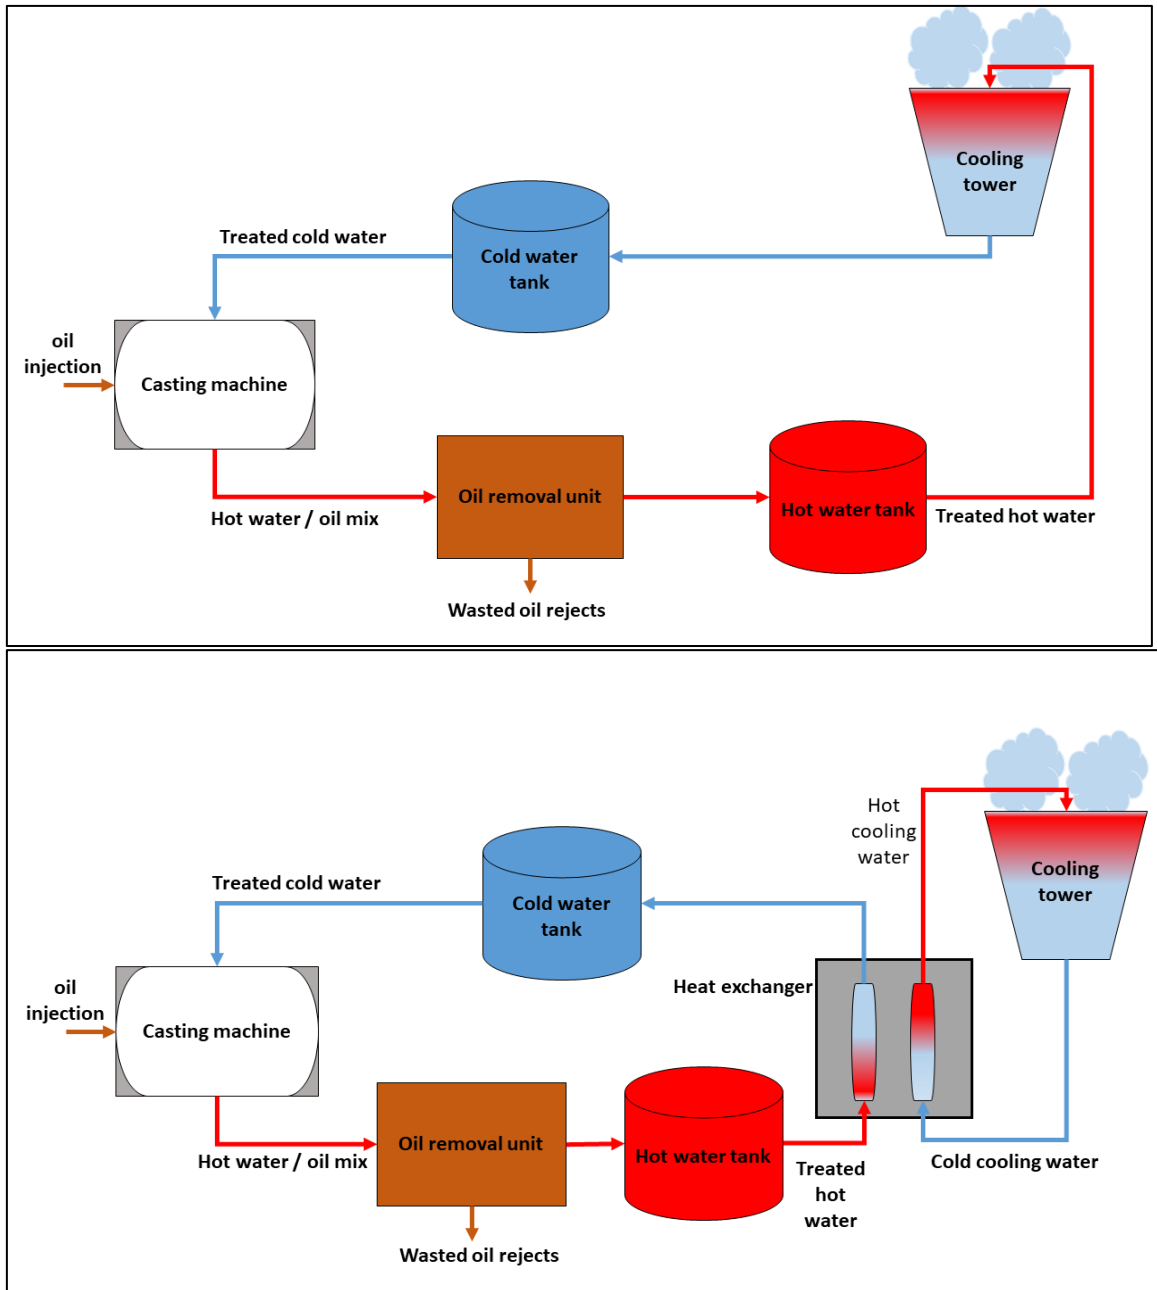 Cooling
tower
Treated cold water
Cold water
tank
oil
injection
Casting machine
Oil removal unit
Hot water tank
Hot water / oil mix
Treated hot water
Wasted oil rejects
Hot
cooling
water
Cooling
tower
Treated cold water
Cold water
tank
Heat exchanger
oil
injection
Casting machine
Oil removal unit
Hot water tank
Hot water / oil mix
Treated
hot
water
Cold cooling water
Wasted oil rejects